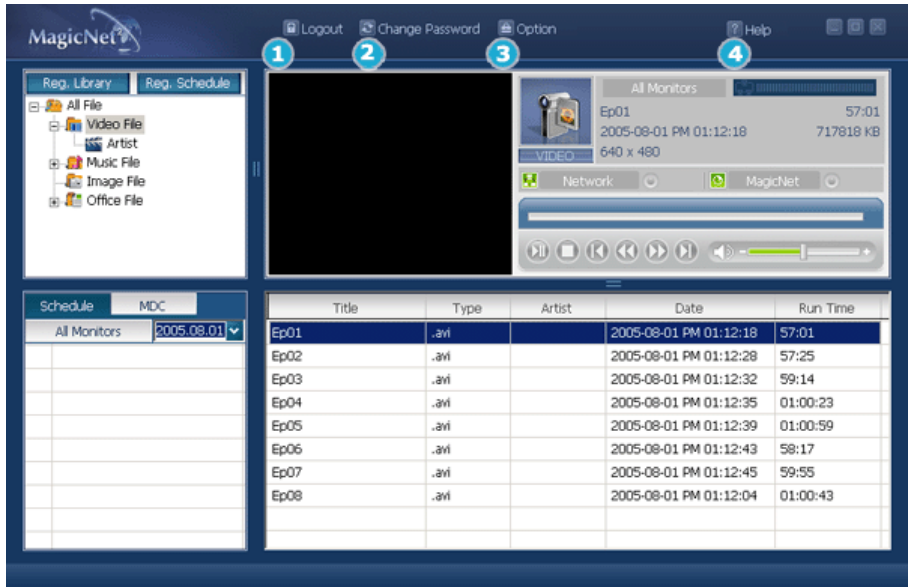 MagicNet
Logout
Change Password
Option
Help
1
2
3
4
Reg. Library
Reg. Schedule
All File
Video File
Artist
Music File
Image File
Office File
VIDEO
All Monitors
Ep01 57:01
2005-08-01 PM 01:12:18 717818 KB
640 x 480
Network
MagicNet
Schedule
MDC
All Monitors
2005.08.01
Title Type Artist Date Run Time
Ep01 .avi 2005-08-01 PM 01:12:18 57:01
Ep02 .avi 2005-08-01 PM 01:12:28 57:25
Ep03 .avi 2005-08-01 PM 01:12:32 59:14
Ep04 .avi 2005-08-01 PM 01:12:35 01:00:23
Ep05 .avi 2005-08-01 PM 01:12:39 01:00:59
Ep06 .avi 2005-08-01 PM 01:12:43 58:17
Ep07 .avi 2005-08-01 PM 01:12:45 59:55
Ep08 .avi 2005-08-01 PM 01:12:04 01:00:43